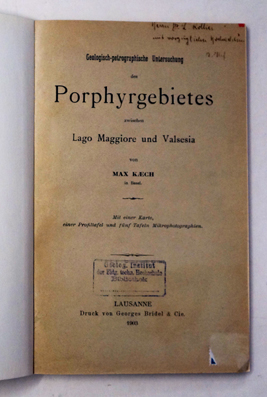 Geologisch-petrographische Untersuchung
des
Porphyrgebietes
zwischen
Lago Maggiore und Valsesia
von
MAX KÆCH
in Basel.
Mit einer Karte,
einer Profiltafel und fünf Tafeln Mikrophotographien.
LAUSANNE
Druck von Georges Bridel & Cie.
1903